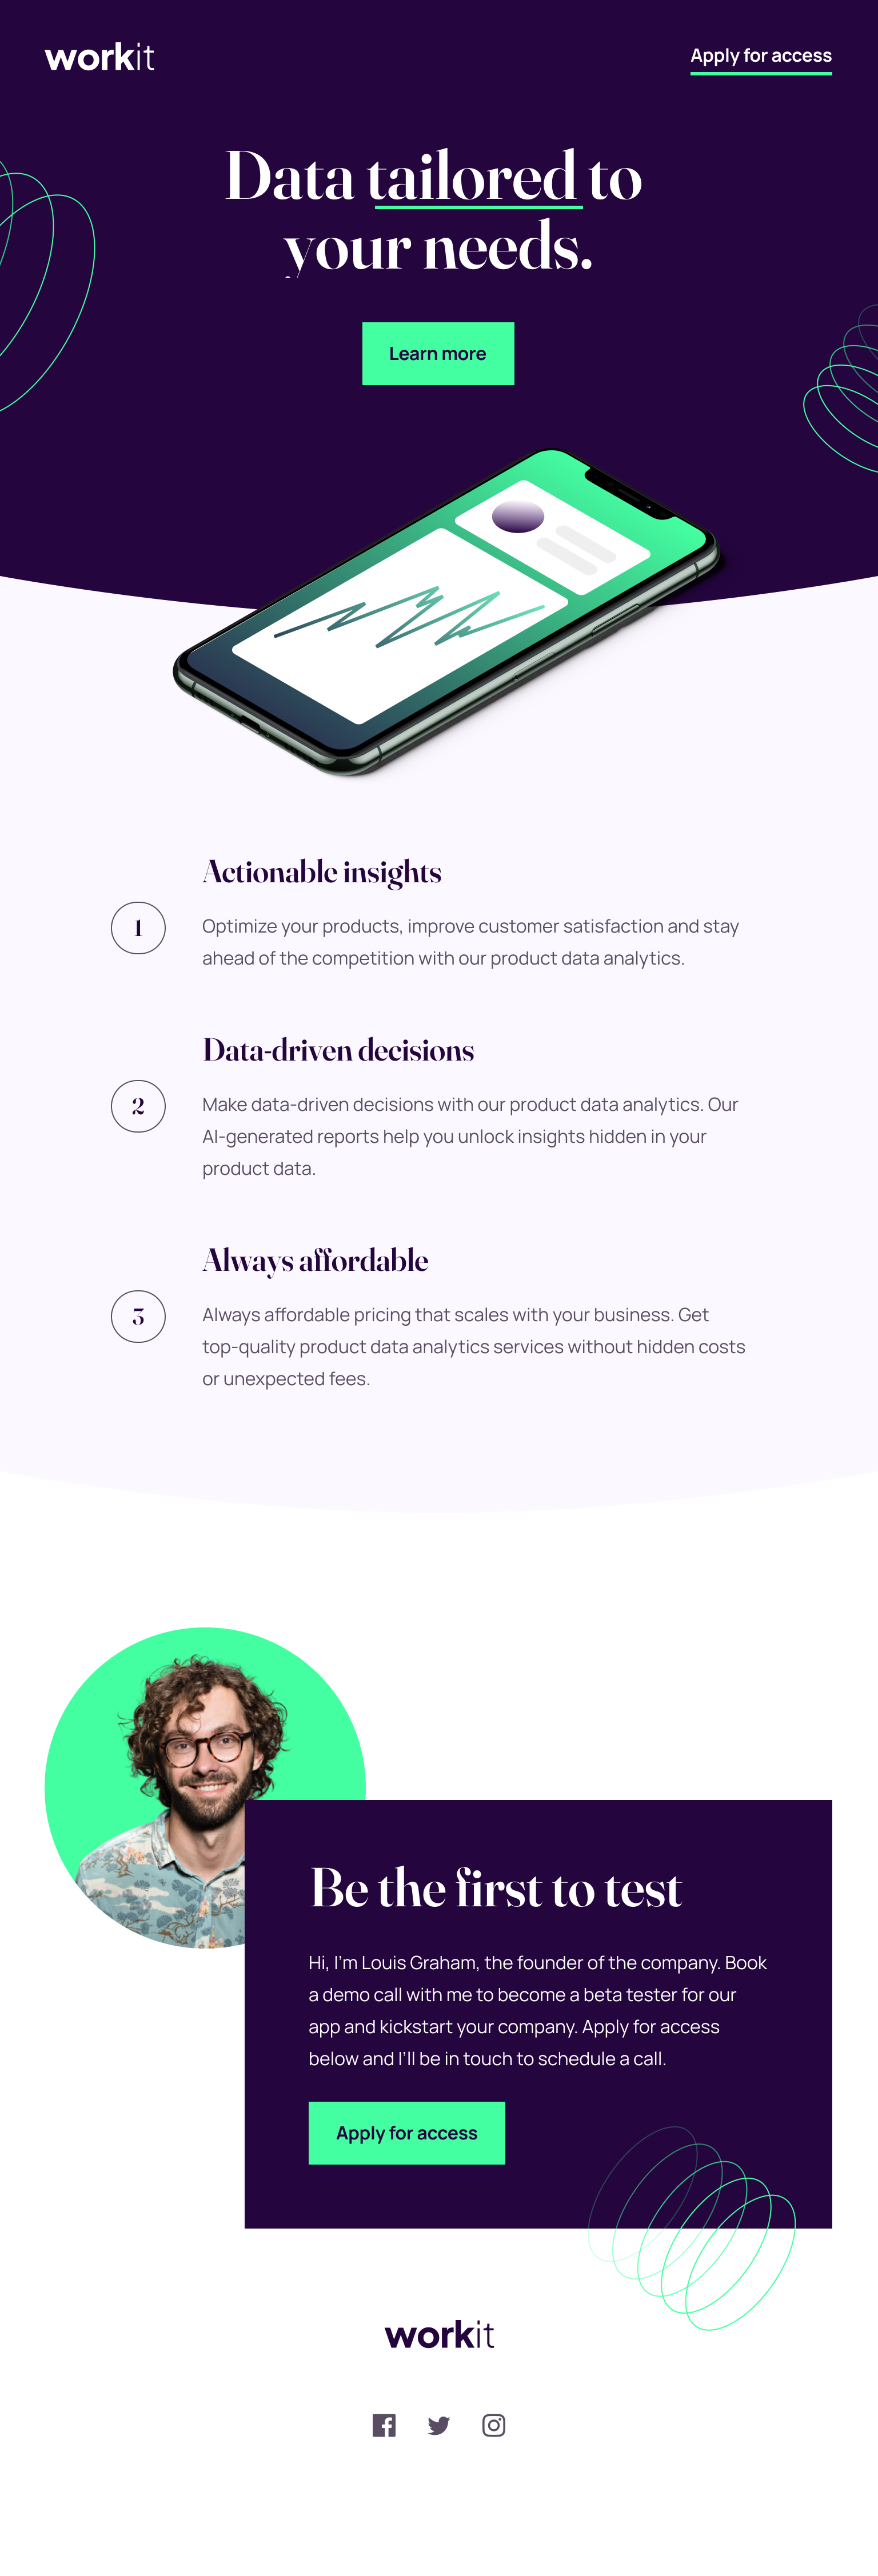 workit
Apply for access
Data tailored to
your needs.
Learn more
Actionable insights
1
Optimize your products, improve customer satisfaction and stay
ahead of the competition with our product data analytics.
Data-driven decisions
2
Make data-driven decisions with our product data analytics. Our
AI-generated reports help you unlock insights hidden in your
product data.
Always affordable
3
Always affordable pricing that scales with your business. Get
top-quality product data analytics services without hidden costs
or unexpected fees.
Be the first to test
Hi, I'm Louis Graham, the founder of the company. Book
a demo call with me to become a beta tester for our
app and kickstart your company. Apply for access
below and I'll be in touch to schedule a call.
Apply for access
workit